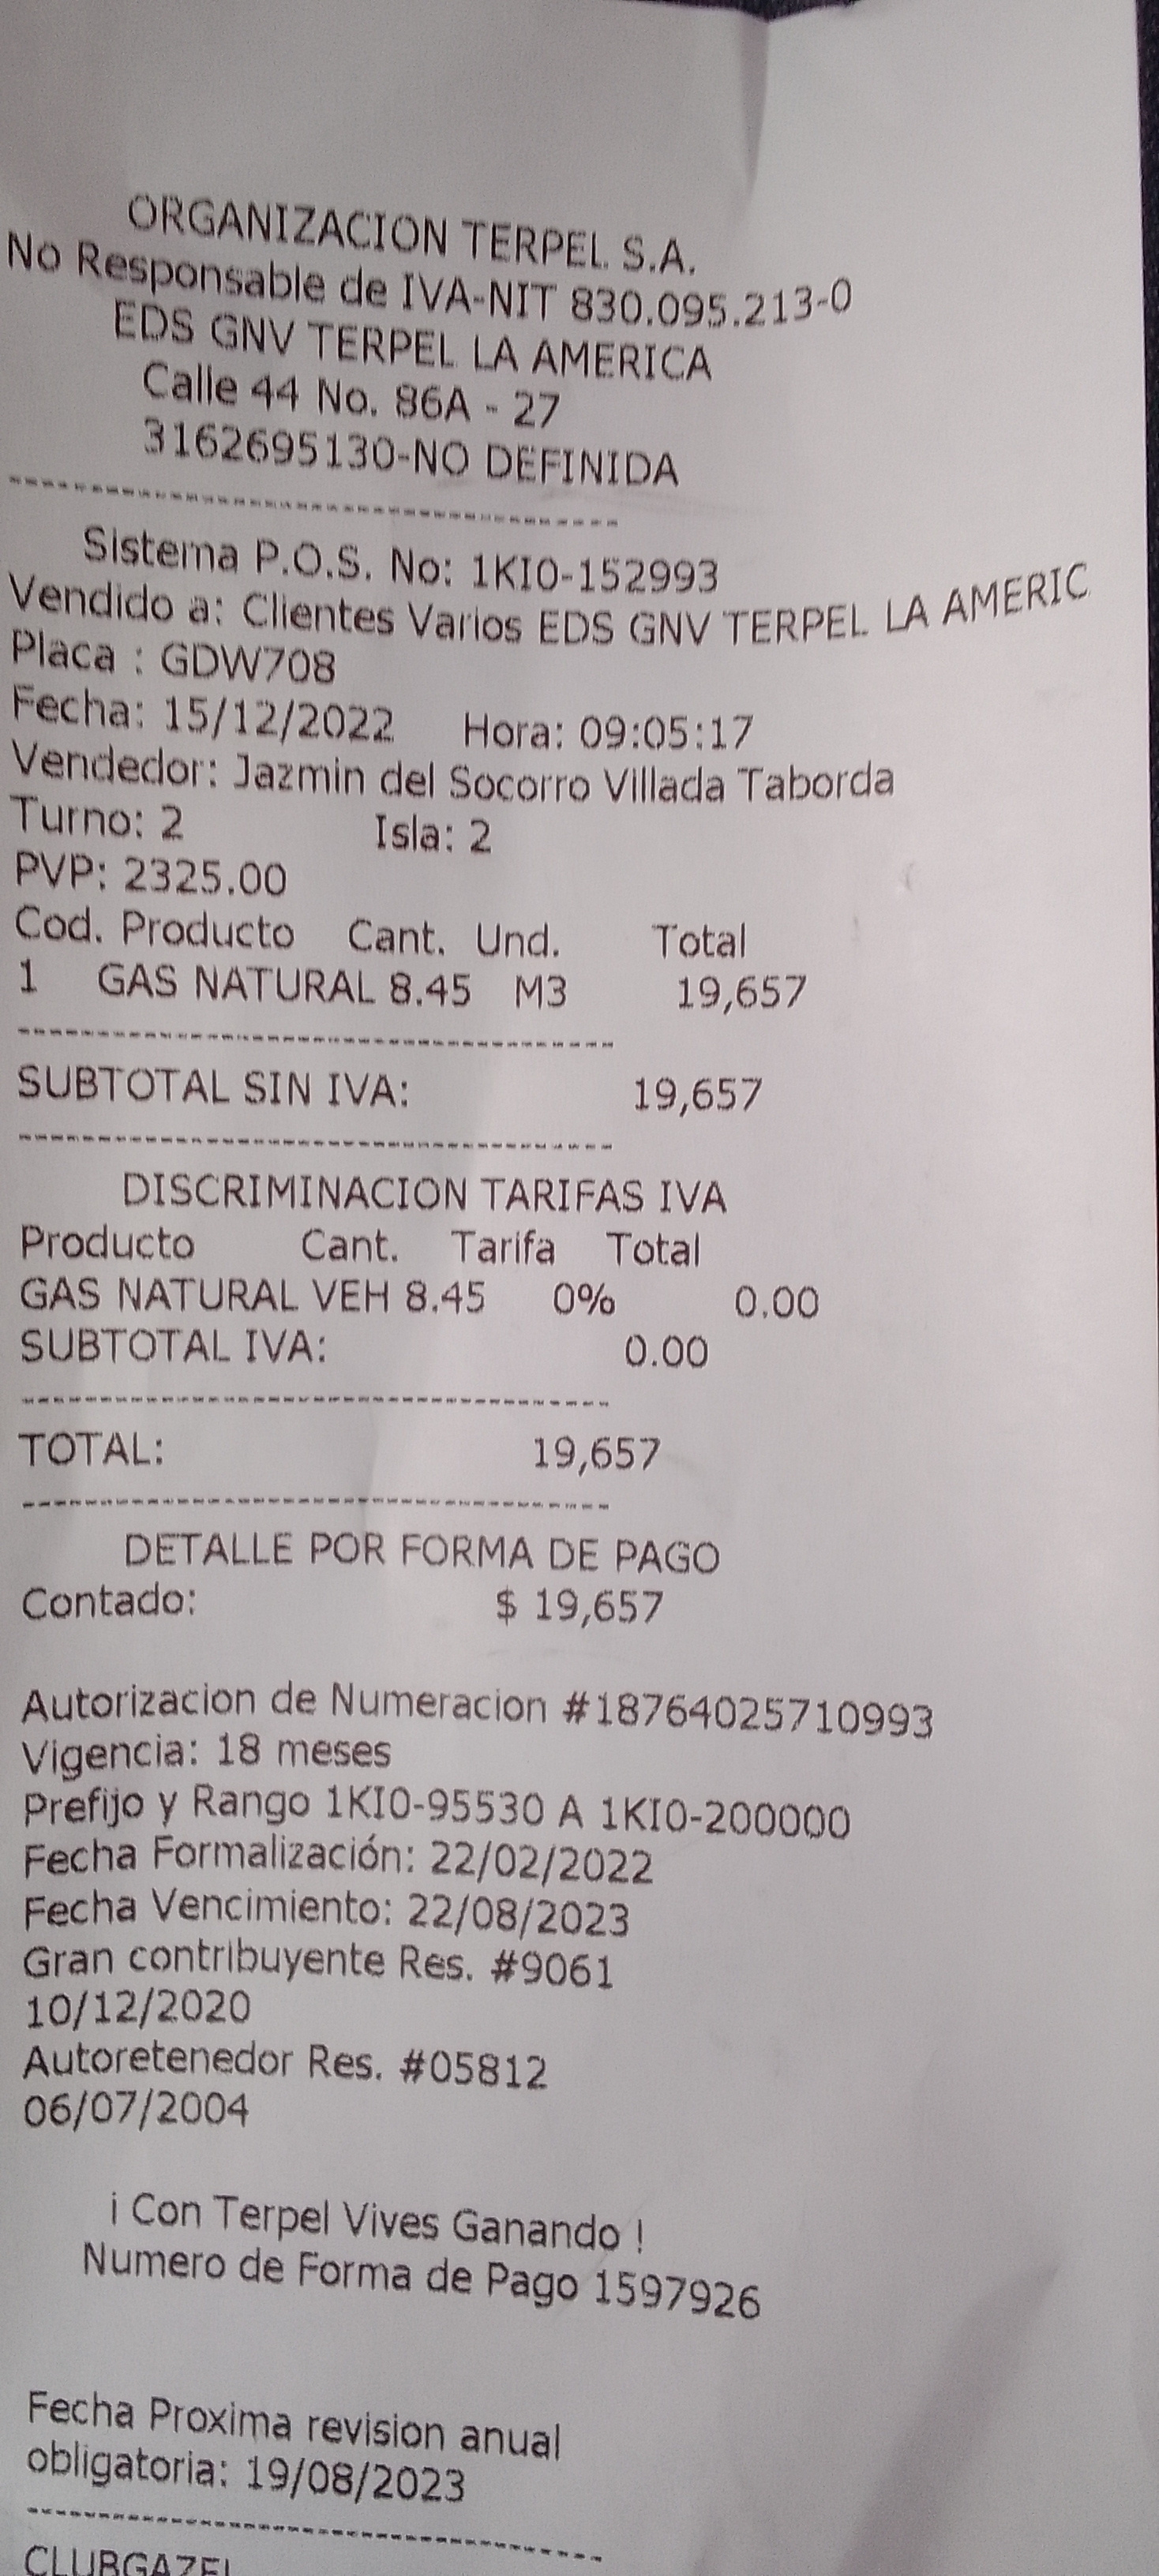 ORGANIZACION TERPEL S.A.
No Responsable de IVA-NIT 830.095.213-0
EDS GNV TERPEL LA AMERICA
Calle 44 No. 86A - 27
3162695130-NO DEFINIDA
Sistema P.O.S. No: 1KI0-152993
Vendido a: Clientes Varios EDS GNV TERPEL LA AMERIC
Placa : GDW708
Fecha: 15/12/2022 Hora: 09:05:17
Vendedor: Jazmin del Socorro Villada Taborda
Turno: 2 Isla: 2
PVP: 2325.00
Cod. Producto Cant. Und. Total
1 GAS NATURAL 8.45 M3 19,657
SUBTOTAL SIN IVA: 19,657
DISCRIMINACION TARIFAS IVA
Producto Cant. Tarifa Total
GAS NATURAL VEH 8.45 0% 0.00
SUBTOTAL IVA: 0.00
TOTAL: 19,657
DETALLE POR FORMA DE PAGO
Contado: $ 19,657
Autorizacion de Numeracion #18764025710993
Vigencia: 18 meses
Prefijo y Rango 1KI0-95530 A 1KI0-200000
Fecha Formalización: 22/02/2022
Fecha Vencimiento: 22/08/2023
Gran contribuyente Res. #9061
10/12/2020
Autoretenedor Res. #05812
06/07/2004
¡ Con Terpel Vives Ganando !
Numero de Forma de Pago 1597926
Fecha Proxima revision anual
obligatoria: 19/08/2023
CLUBGAZEL